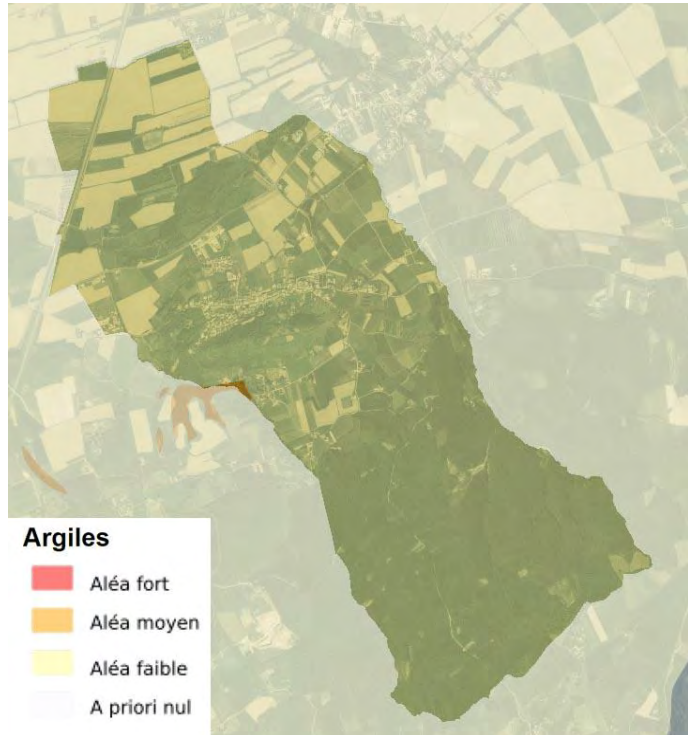 Argiles
Aléa fort
Aléa moyen
Aléa faible
A priori nul